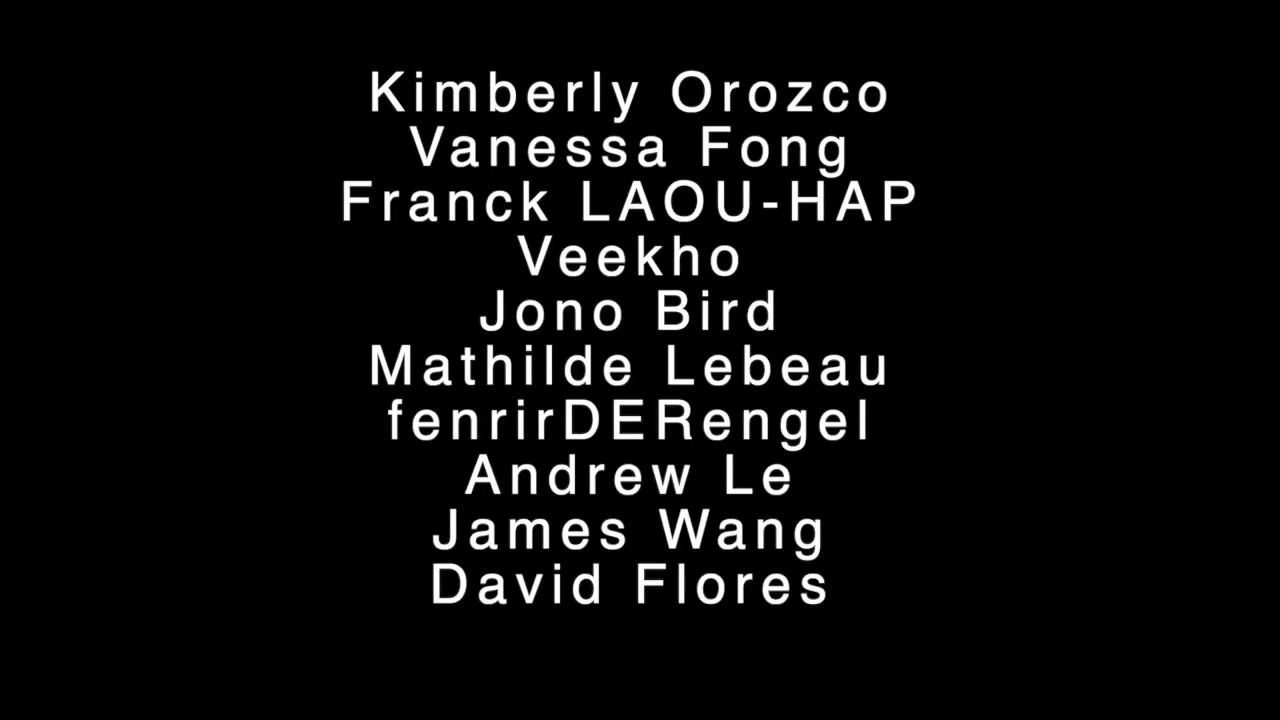 Kimberly Orozco
Vanessa Fong
Franck LAOU-HAP
Veekho
Jono Bird
Mathilde Lebeau
fenrirDERengel
Andrew Le
James Wang
David Flores